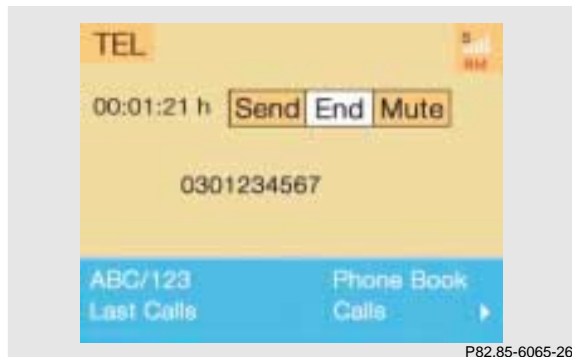 TEL
S
00:01:21 h Send End Mute
0301234567
ABC/123 Phone Book
Last Calls Calls
P82.85-6065-26